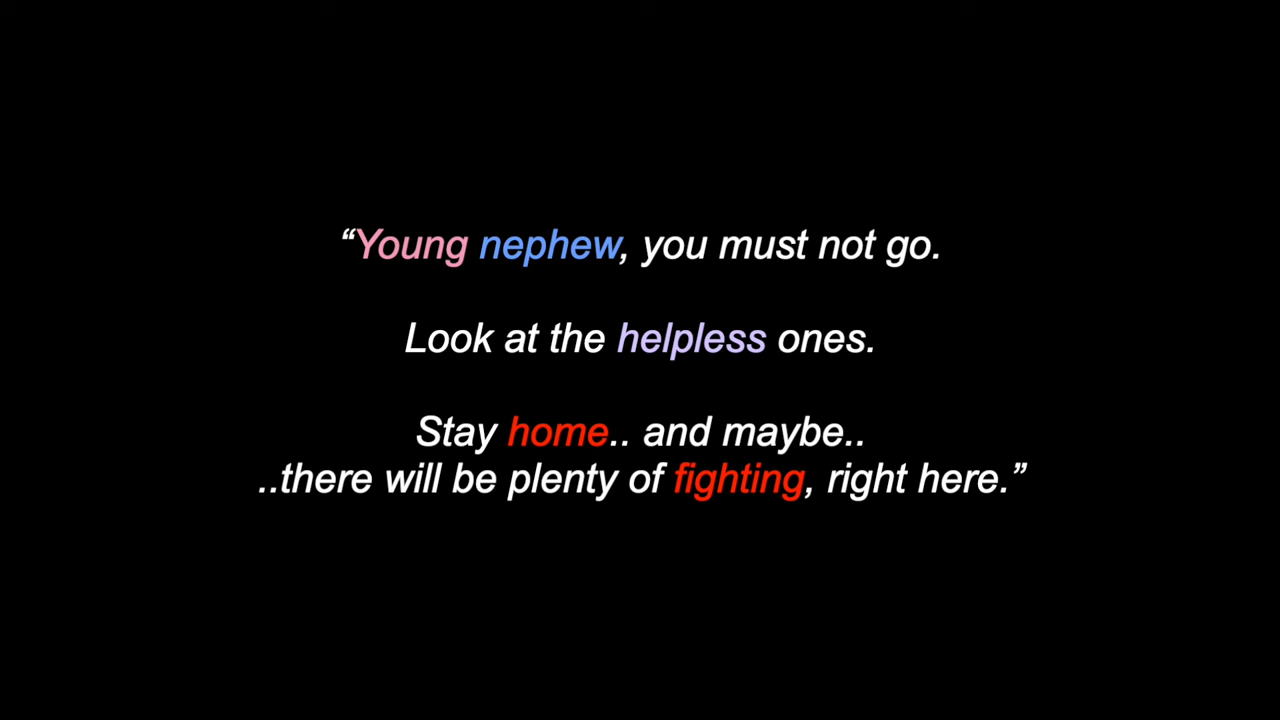 “Young nephew, you must not go.
Look at the helpless ones.
Stay home.. and maybe..
..there will be plenty of fighting, right here.”